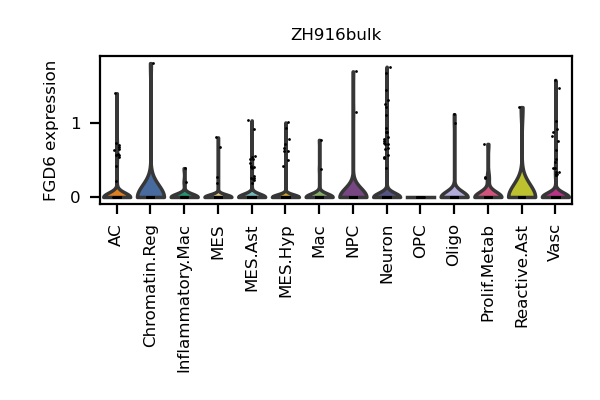 ZH916bulk
FGD6 expression
1
0
AC
Chromatin.Reg
Inflammatory.Mac
MES
MES.Ast
MES.Hyp
Mac
NPC
Neuron
OPC
Oligo
Prolif.Metab
Reactive.Ast
Vasc